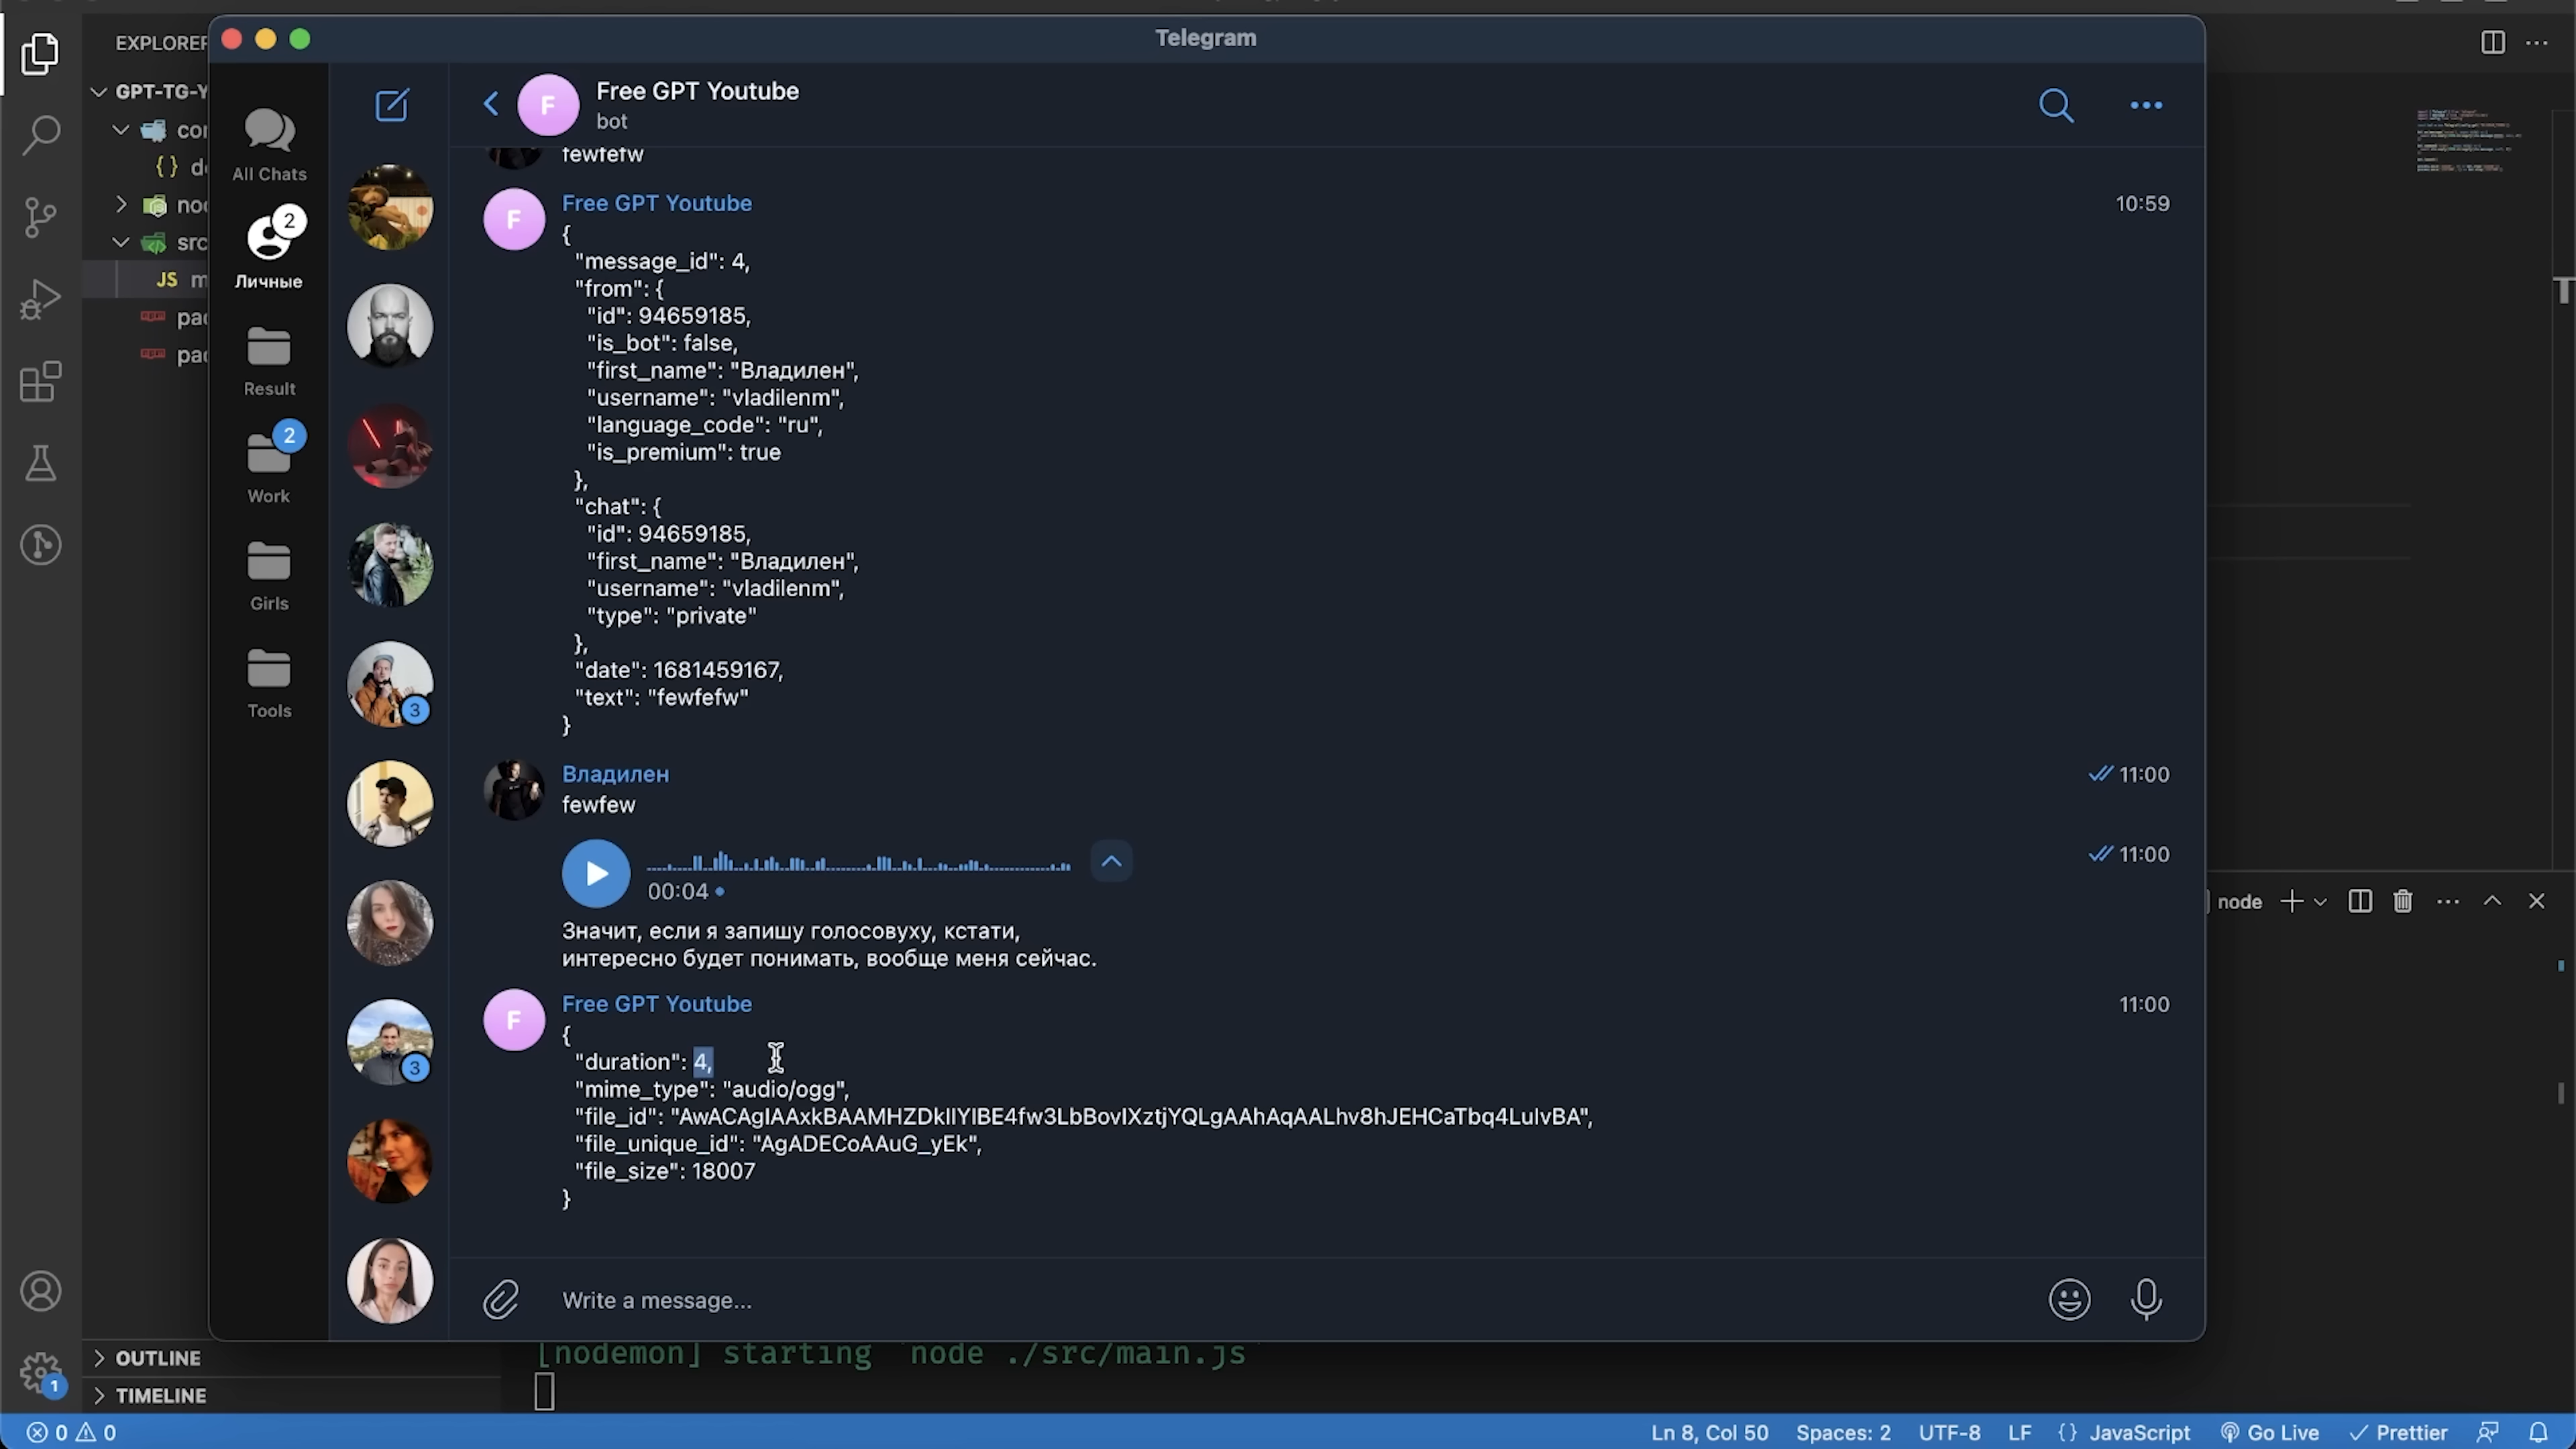 Telegram
EXPLORER
GPT-TG-Y
JS
OUTLINE
TIMELINE
All Chats
2
Личные
Result
2
Work
Girls
Tools
3
3
F
Free GPT Youtube
bot
fewfefw
F
Free GPT Youtube
10:59
{
"message_id": 4,
"from": {
"id": 94659185,
"is_bot": false,
"first_name": "Владилен",
"username": "vladilenm",
"language_code": "ru",
"is_premium": true
},
"chat": {
"id": 94659185,
"first_name": "Владилен",
"username": "vladilenm",
"type": "private"
},
"date": 1681459167,
"text": "fewfefw"
}
Владилен
11:00
fewfew
11:00
00:04
Значит, если я запишу голосовуху, кстати,
интересно будет понимать, вообще меня сейчас.
F
Free GPT Youtube
11:00
{
"duration": 4,
"mime_type": "audio/ogg",
"file_id": "AwACAgIAAxkBAAMHZDkIlYIBE4fw3LbBovIXztjYQLgAAhAqAALhv8hJEHCaTbq4LuIvBA",
"file_unique_id": "AgADECoAAuG_yEk",
"file_size": 18007
}
Write a message...
node
[nodemon] starting `node ./src/main.js`
1
0 0
Ln 8, Col 50
Spaces: 2
UTF-8
LF
{} JavaScript
Go Live
Prettier